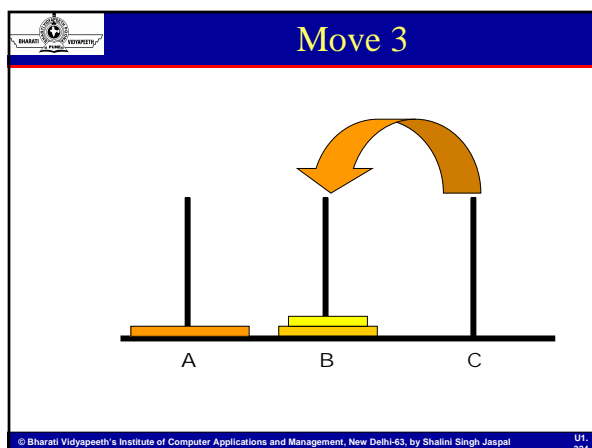 BHARATI VIDYAPEETH
PUNE
Move 3
A B C
© Bharati Vidyapeeth's Institute of Computer Applications and Management, New Delhi-63, by Shalini Singh Jaspal
U1.